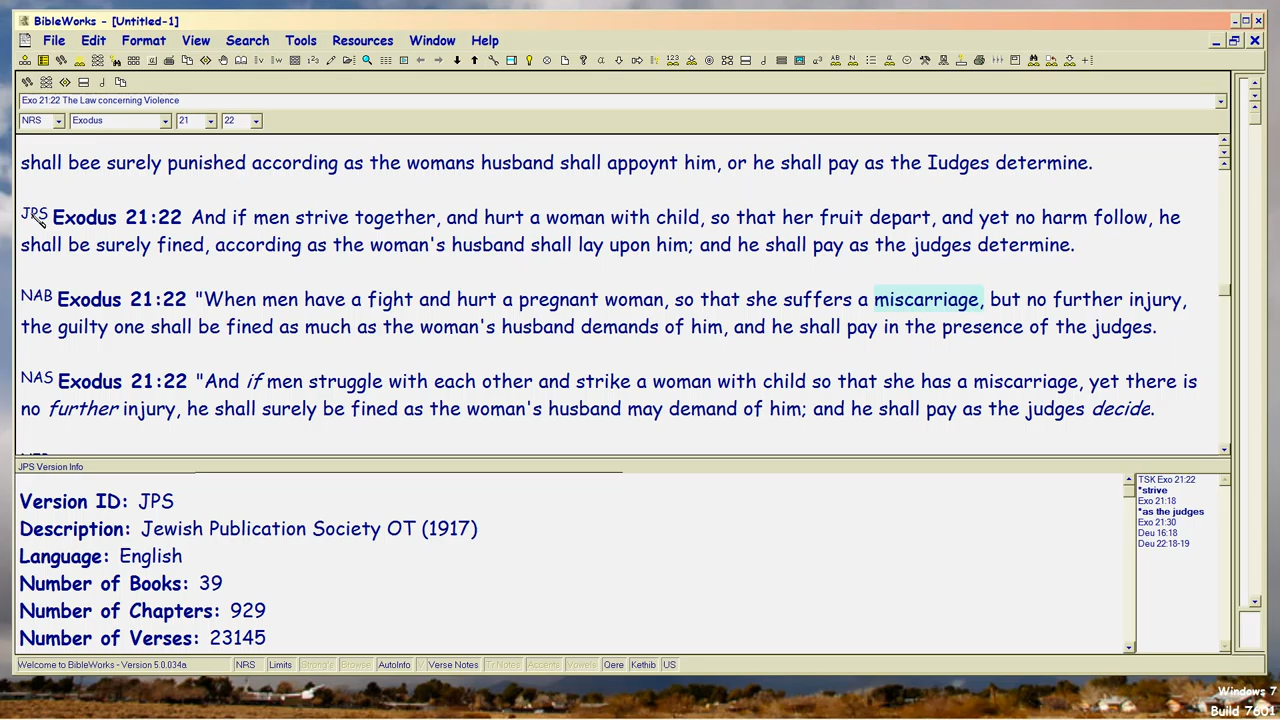 BibleWorks - [Untitled-1]
File Edit Format View Search Tools Resources Window Help
Exo 21:22 The Law concerning Violence
NRS Exodus 21 22
shall bee surely punished according as the womans husband shall appoynt him, or he shall pay as the Iudges determine.
JPS Exodus 21:22 And if men strive together, and hurt a woman with child, so that her fruit depart, and yet no harm follow, he
shall be surely fined, according as the woman's husband shall lay upon him; and he shall pay as the judges determine.
NAB Exodus 21:22 "When men have a fight and hurt a pregnant woman, so that she suffers a miscarriage, but no further injury,
the guilty one shall be fined as much as the woman's husband demands of him, and he shall pay in the presence of the judges.
NAS Exodus 21:22 "And if men struggle with each other and strike a woman with child so that she has a miscarriage, yet there is
no further injury, he shall surely be fined as the woman's husband may demand of him; and he shall pay as the judges decide.
JPS Version Info
Version ID: JPS
Description: Jewish Publication Society OT (1917)
Language: English
Number of Books: 39
Number of Chapters: 929
Number of Verses: 23145
TSK Exo 21:22
*strive
Exo 21:18
*as the judges
Exo 21:30
Deu 16:18
Deu 22:18-19
Welcome to BibleWorks - Version 5.0.034a NRS Limits Strong's Browse AutoInfo Verse Notes Tr.Notes Accents Vowels Qere Kethib US
Windows 7
Build 7601